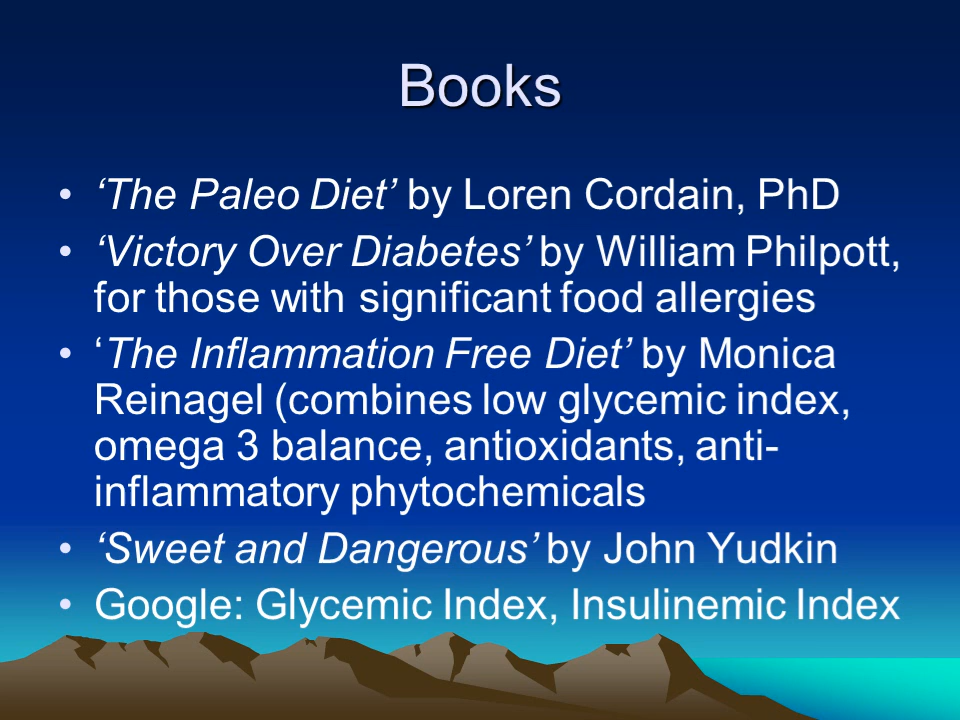 Books
• ‘The Paleo Diet’ by Loren Cordain, PhD
• ‘Victory Over Diabetes’ by William Philpott,
for those with significant food allergies
• ‘The Inflammation Free Diet’ by Monica
Reinagel (combines low glycemic index,
omega 3 balance, antioxidants, anti-
inflammatory phytochemicals
• ‘Sweet and Dangerous’ by John Yudkin
• Google: Glycemic Index, Insulinemic Index